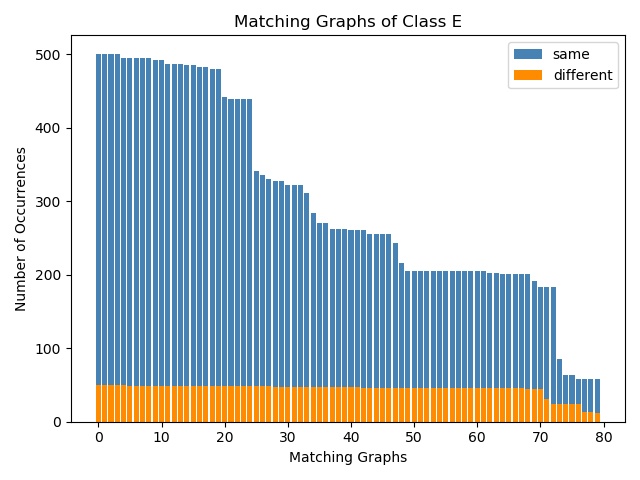 Matching Graphs of Class E
same
different
Number of Occurrences
500
400
300
200
100
0
0 10 20 30 40 50 60 70 80
Matching Graphs